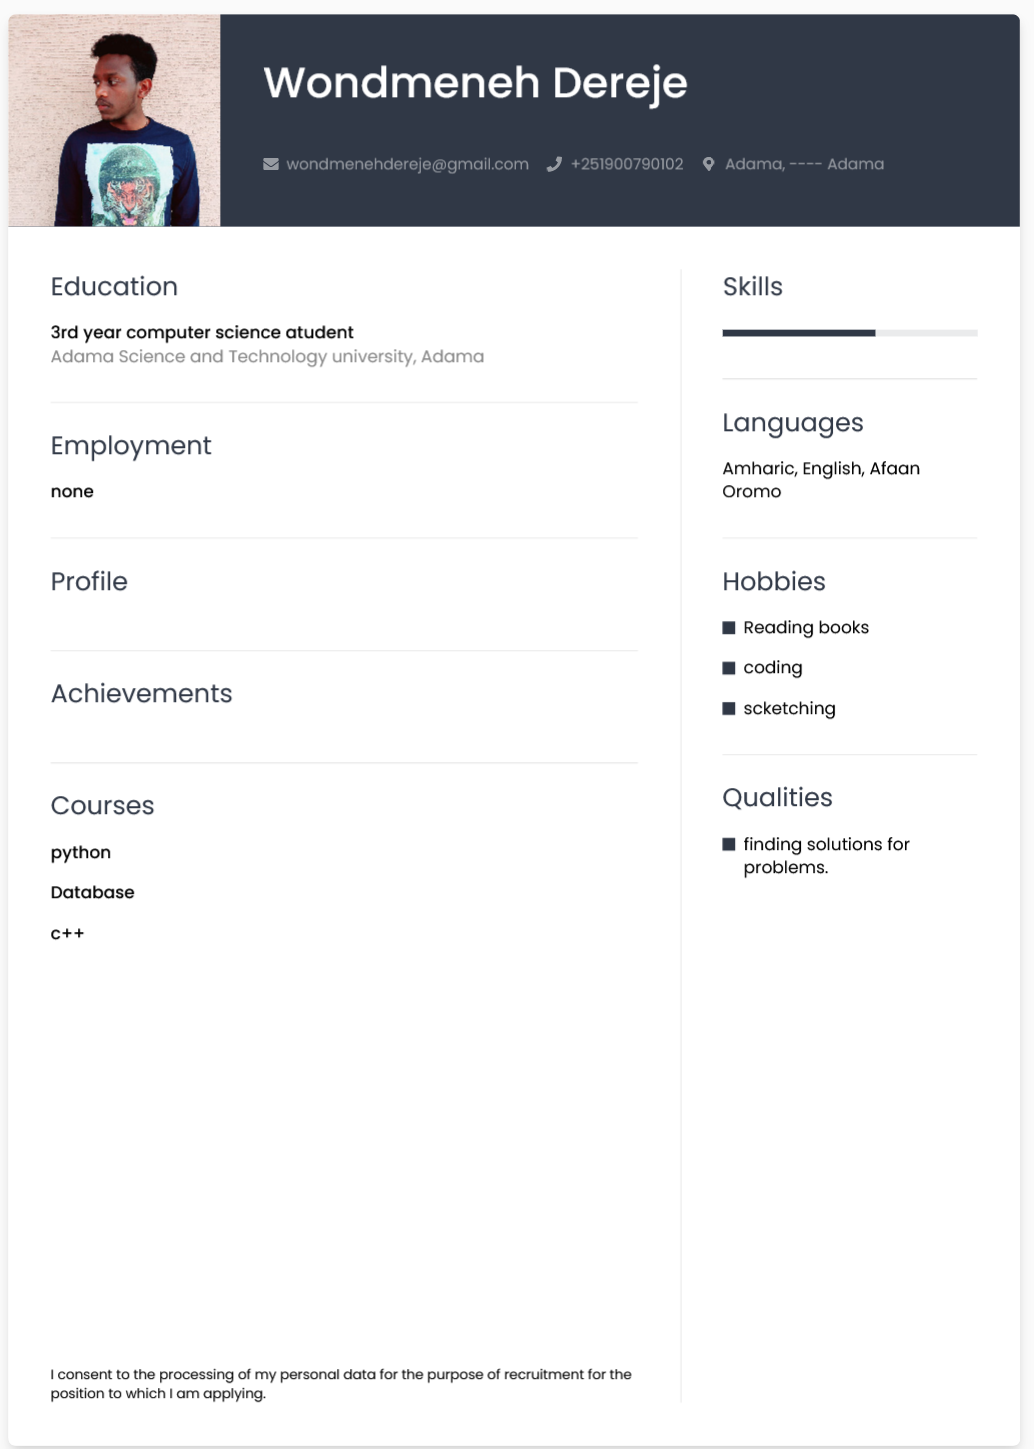 Wondmeneh Dereje
wondmenehdereje@gmail.com +251900790102 Adama, ---- Adama
Education
3rd year computer science atudent
Adama Science and Technology university, Adama
Employment
none
Profile
Achievements
Courses
python
Database
c++
I consent to the processing of my personal data for the purpose of recruitment for the
position to which I am applying.
Skills
Languages
Amharic, English, Afaan
Oromo
Hobbies
Reading books
coding
scketching
Qualities
finding solutions for
problems.